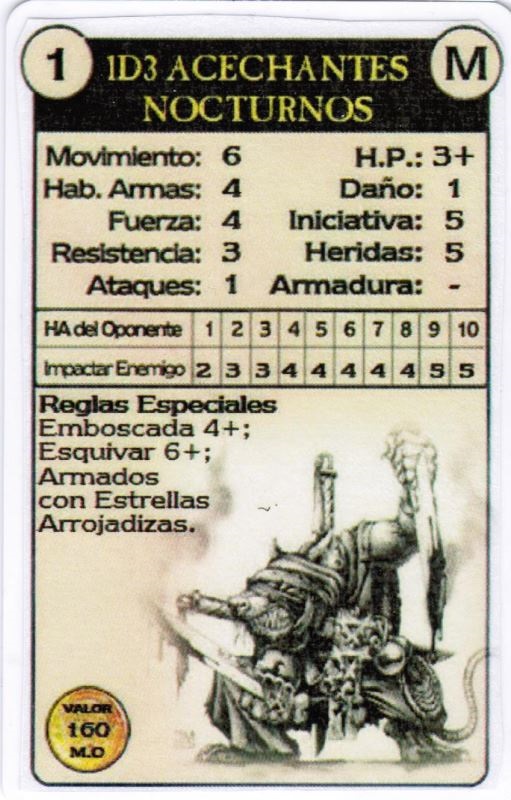 1
1D3 ACECHANTES
NOCTURNOS
M
Movimiento: 6 H.P.: 3+
Hab. Armas: 4 Daño: 1
Fuerza: 4 Iniciativa: 5
Resistencia: 3 Heridas: 5
Ataques: 1 Armadura: -
HA del Oponente 1 2 3 4 5 6 7 8 9 10
Impactar Enemigo 2 3 3 4 4 4 4 4 5 5
Reglas Especiales
Emboscada 4+;
Esquivar 6+;
Armados
con Estrellas
Arrojadizas.
VALOR
160
M.O